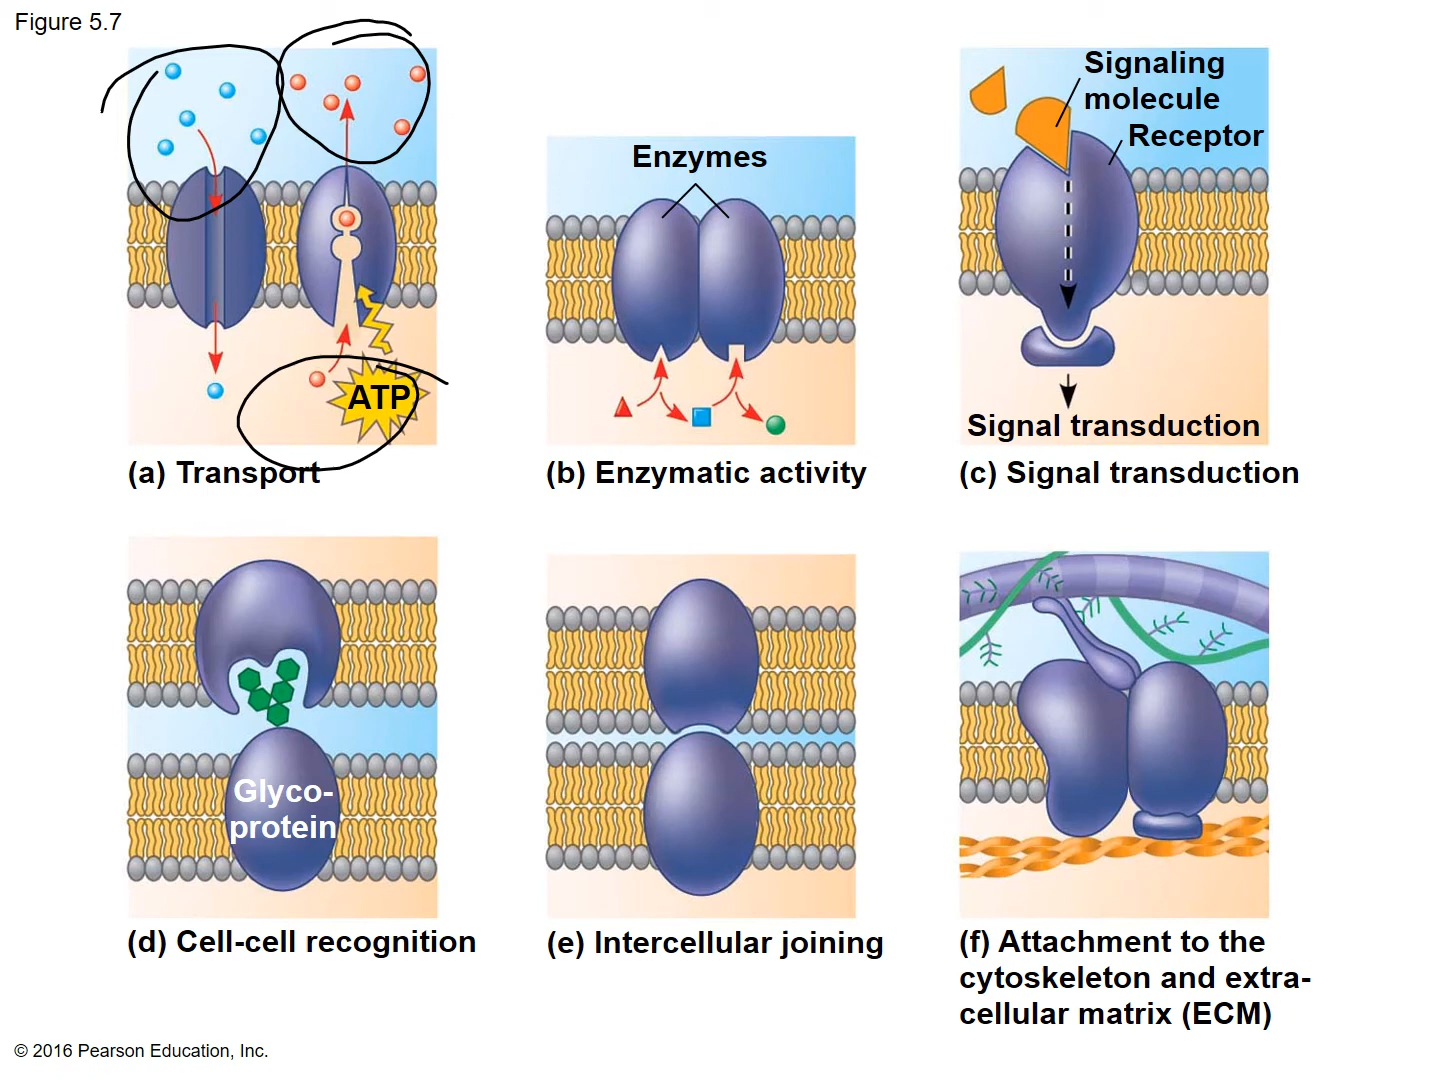 Figure 5.7
Signaling
molecule
Receptor
Enzymes
ATP
Signal transduction
(a) Transport
(b) Enzymatic activity
(c) Signal transduction
Glyco-
protein
(d) Cell-cell recognition
(e) Intercellular joining
(f) Attachment to the
cytoskeleton and extra-
cellular matrix (ECM)
© 2016 Pearson Education, Inc.